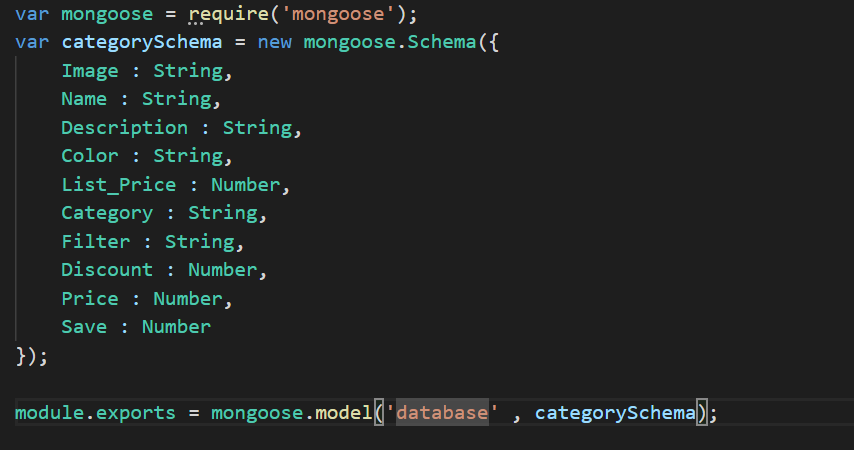 var mongoose = require('mongoose');
var categorySchema = new mongoose.Schema({
Image : String,
Name : String,
Description : String,
Color : String,
List_Price : Number,
Category : String,
Filter : String,
Discount : Number,
Price : Number,
Save : Number
});
module.exports = mongoose.model('database' , categorySchema);